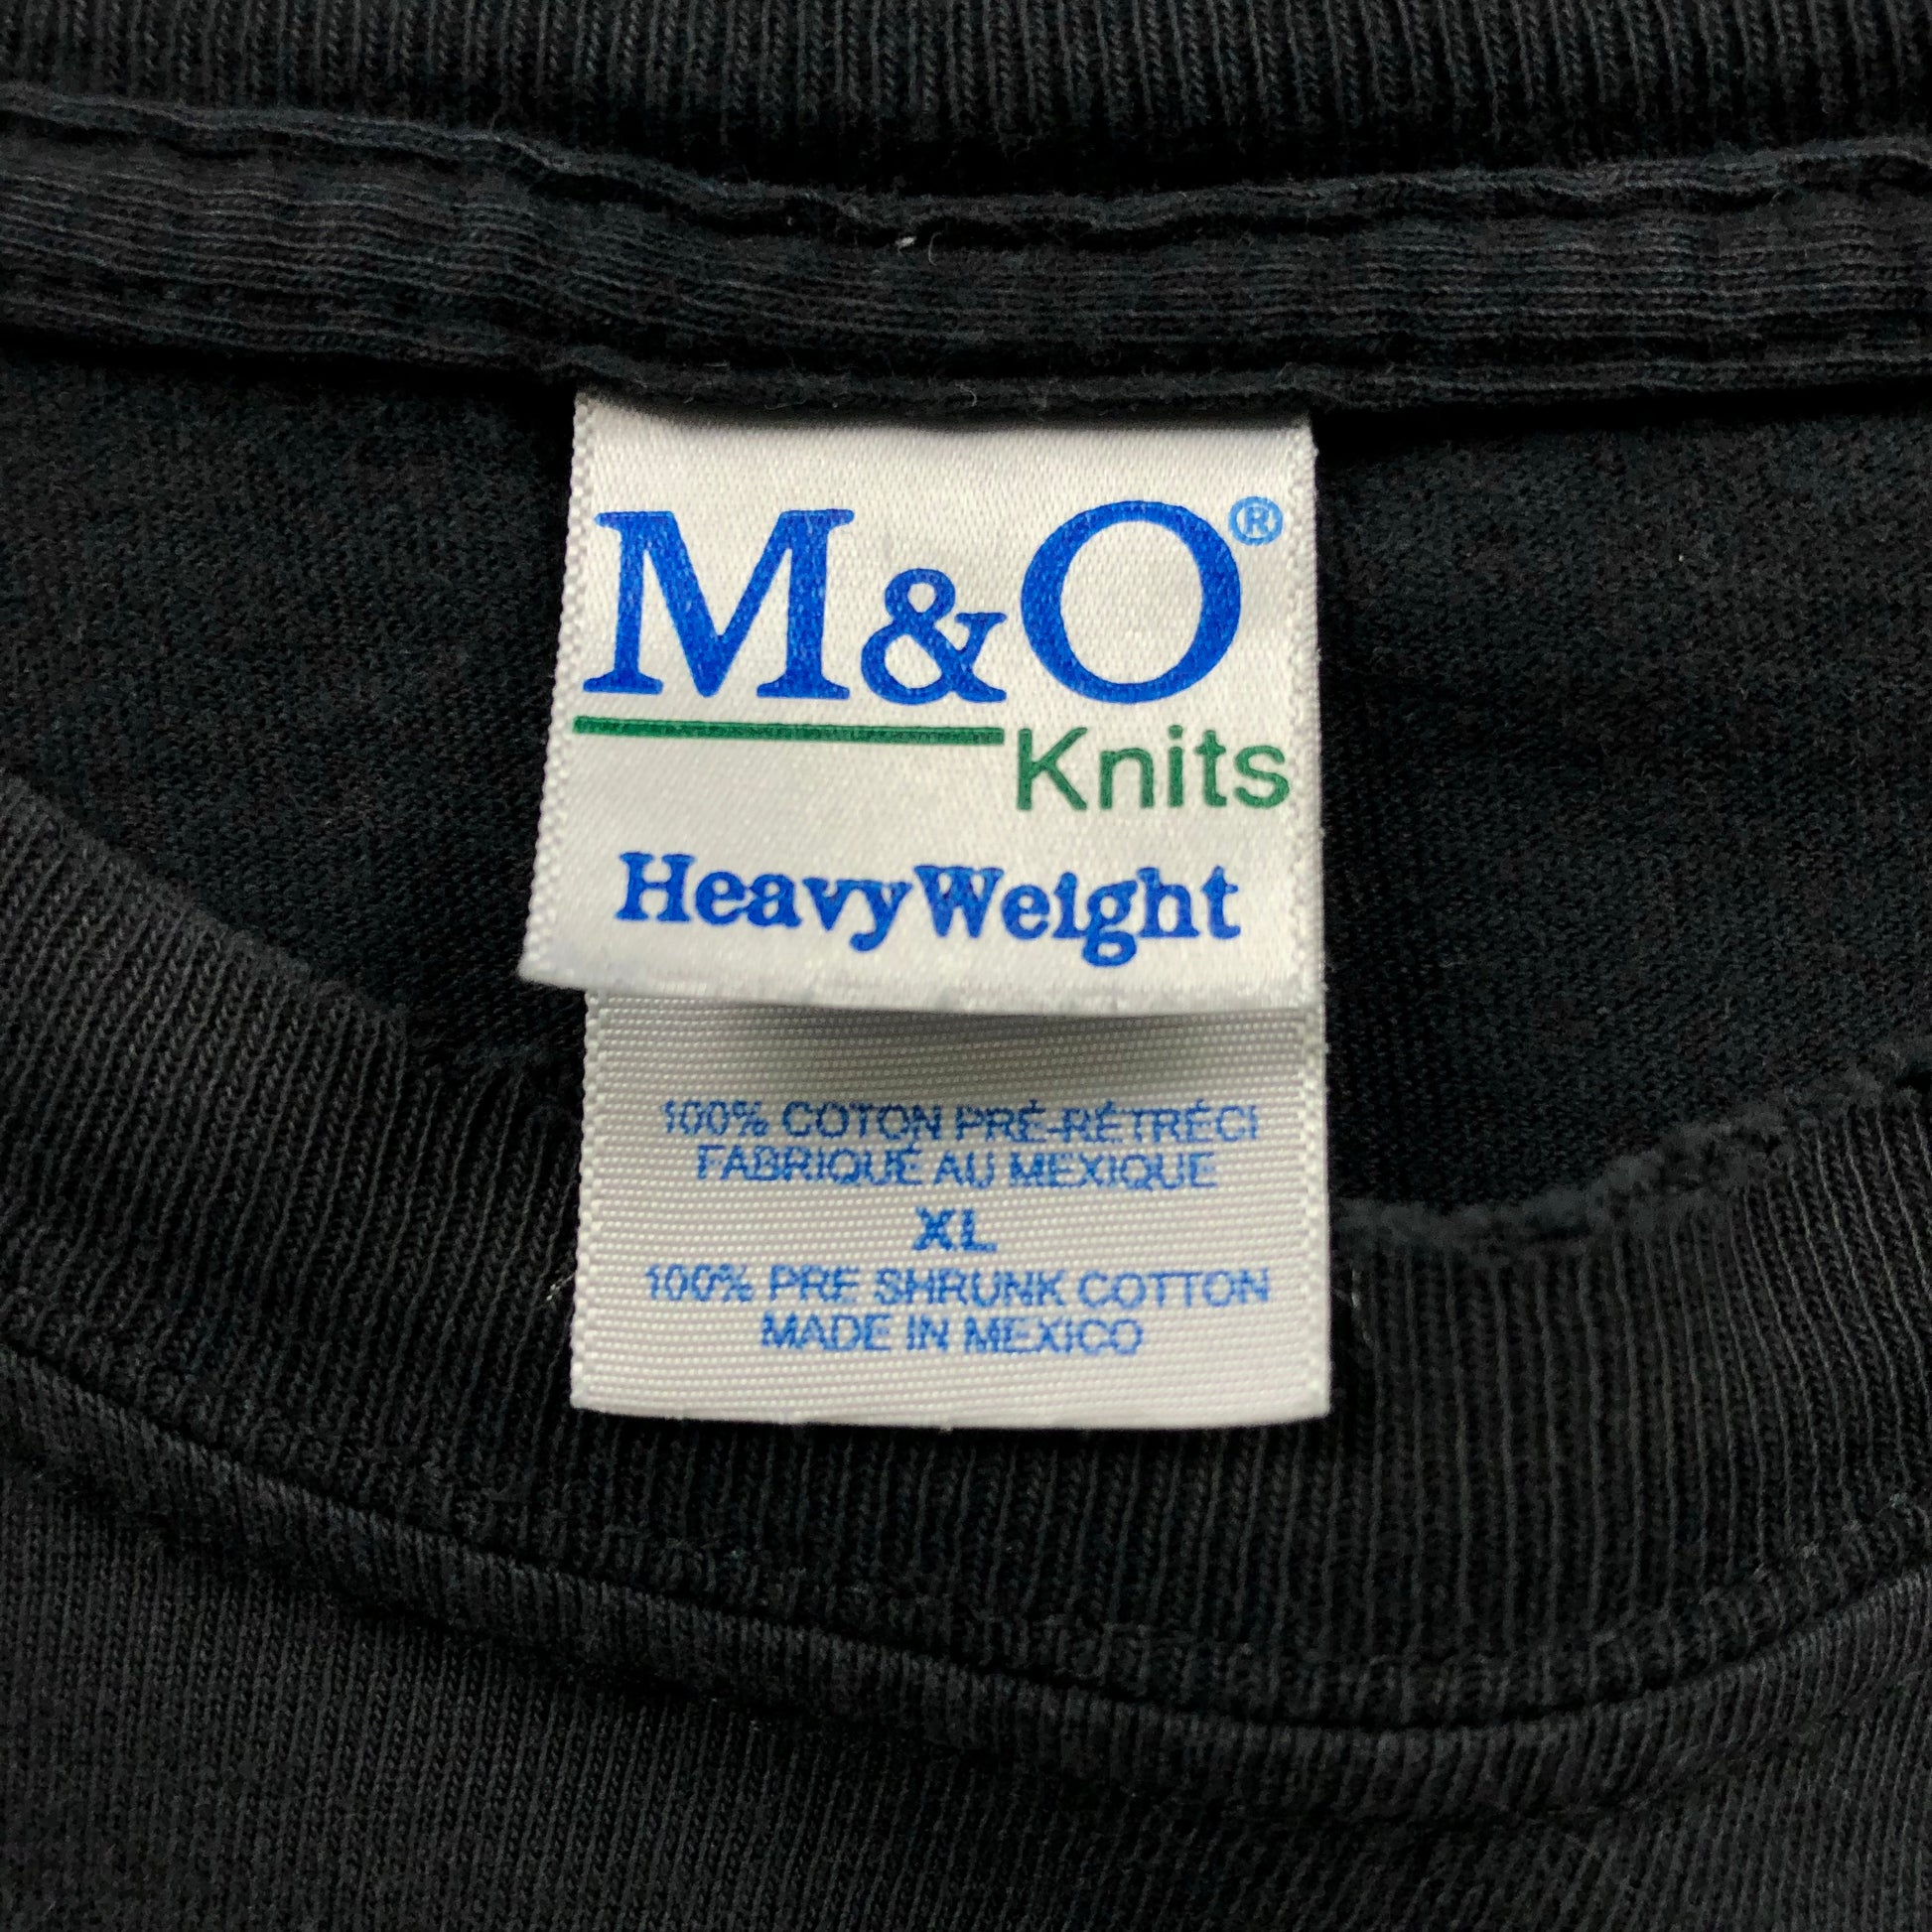 M&O®
Knits
HeavyWeight
100% COTON PRÉ-RÉTRÉCI
FABRIQUÉ AU MEXIQUE
XL
100% PRE SHRUNK COTTON
MADE IN MEXICO